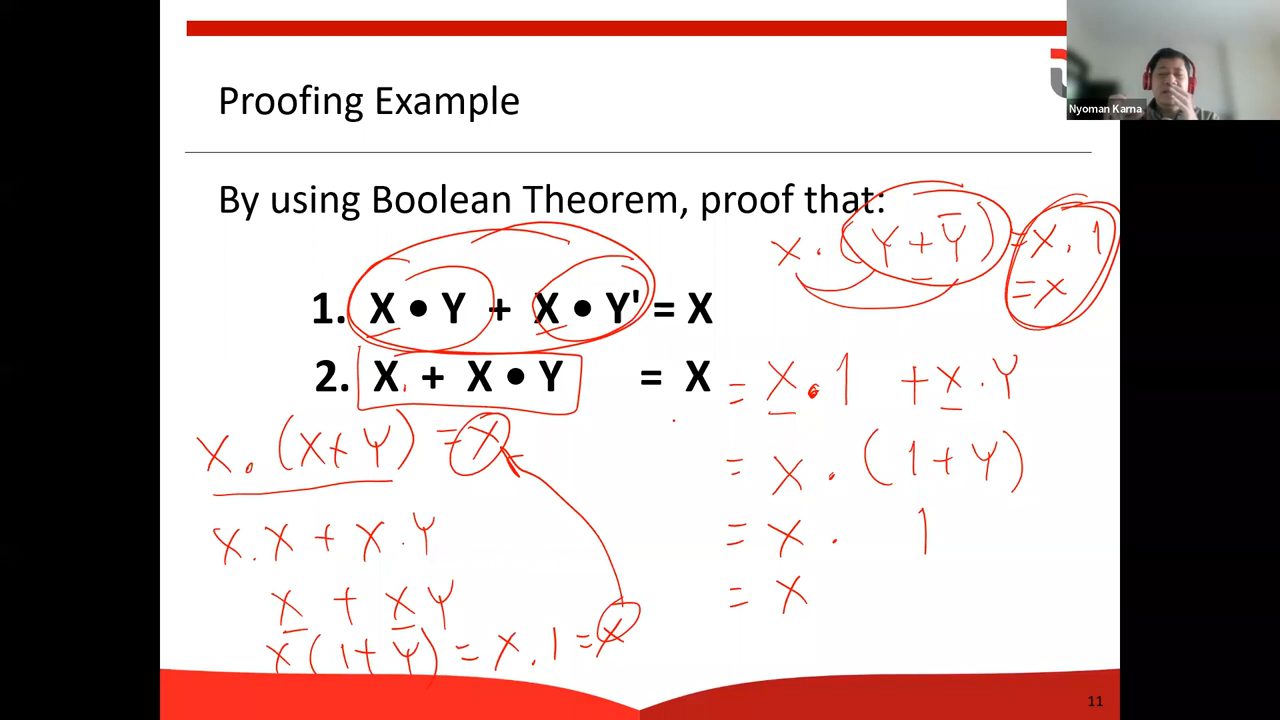 Nyoman Karna
Proofing Example
By using Boolean Theorem, proof that:
X . (Y + Y̅) = X . 1
= X
1. X • Y + X • Y' = X
2. X + X • Y = X
= X . 1 + X . Y
= X . (1 + Y)
= X . 1
= X
X . (X + Y) = X
X . X + X . Y
X + X Y
X (1 + Y) = X . 1 = X
11